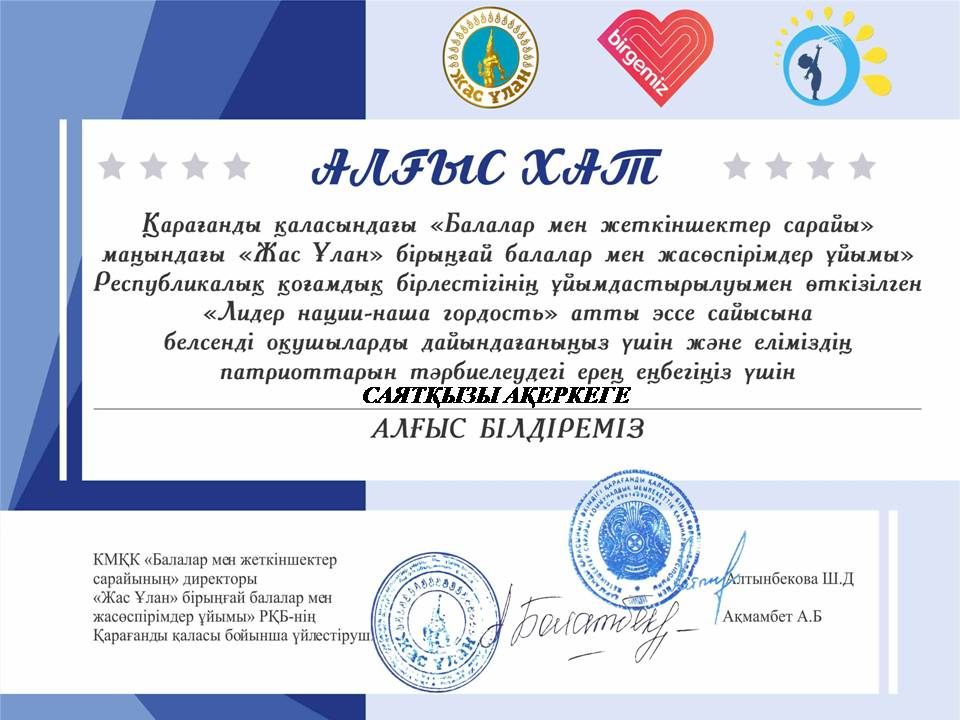 ЖАС ҰЛАН
birgemiz
АЛҒЫС ХАТ
Қарағанды қаласындағы «Балалар мен жеткіншектер сарайы»
маңындағы «Жас Ұлан» бірыңғай балалар мен жасөспірімдер ұйымы»
Республикалық қоғамдық бірлестігінің ұйымдастырылуымен өткізілген
«Лидер нации-наша гордость» атты эссе сайысына
белсенді оқушыларды дайындағаныңыз үшін және еліміздің
патриоттарын тәрбиелеудегі ерең еңбегіңіз үшін
САЯТҚЫЗЫ АҚЕРКЕГЕ
АЛҒЫС БІЛДІРЕМІЗ
КМҚК «Балалар мен жеткіншектер
сарайының» директоры
Алтынбекова Ш.Д
«Жас Ұлан» бірыңғай балалар мен
жасөспірімдер ұйымы» РҚБ-нің
Қарағанды қаласы бойынша үйлестіруш
Ақмамбет А.Б
ЖАС ҰЛАН